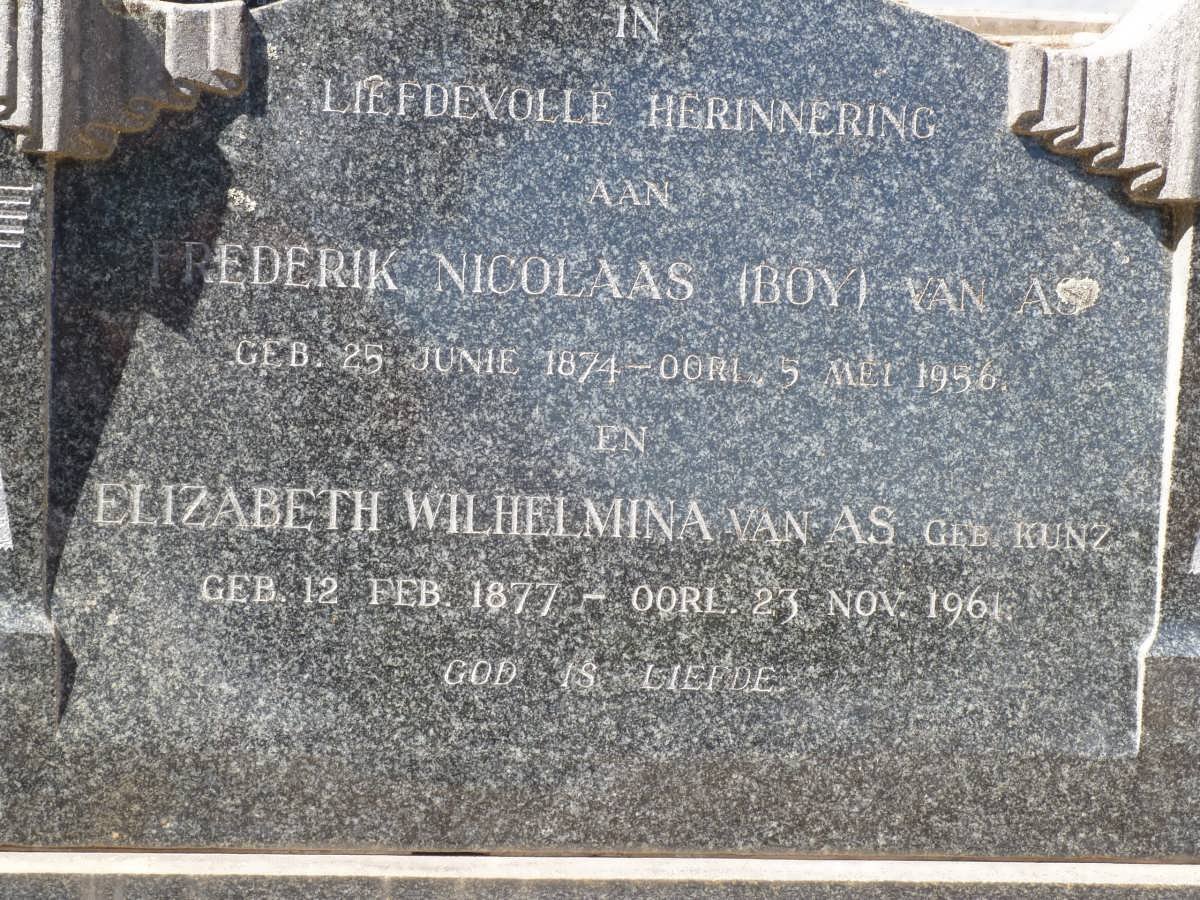 IN
LIEFDEVOLLE HERINNERING
AAN
FREDERIK NICOLAAS (BOY) VAN AS
GEB. 25 JUNIE 1874 - OORL. 5 MEI 1956.
EN
ELIZABETH WILHELMINA VAN AS GEB. KUNZ
GEB. 12 FEB. 1877 - OORL. 23 NOV. 1961.
GOD IS LIEFDE.